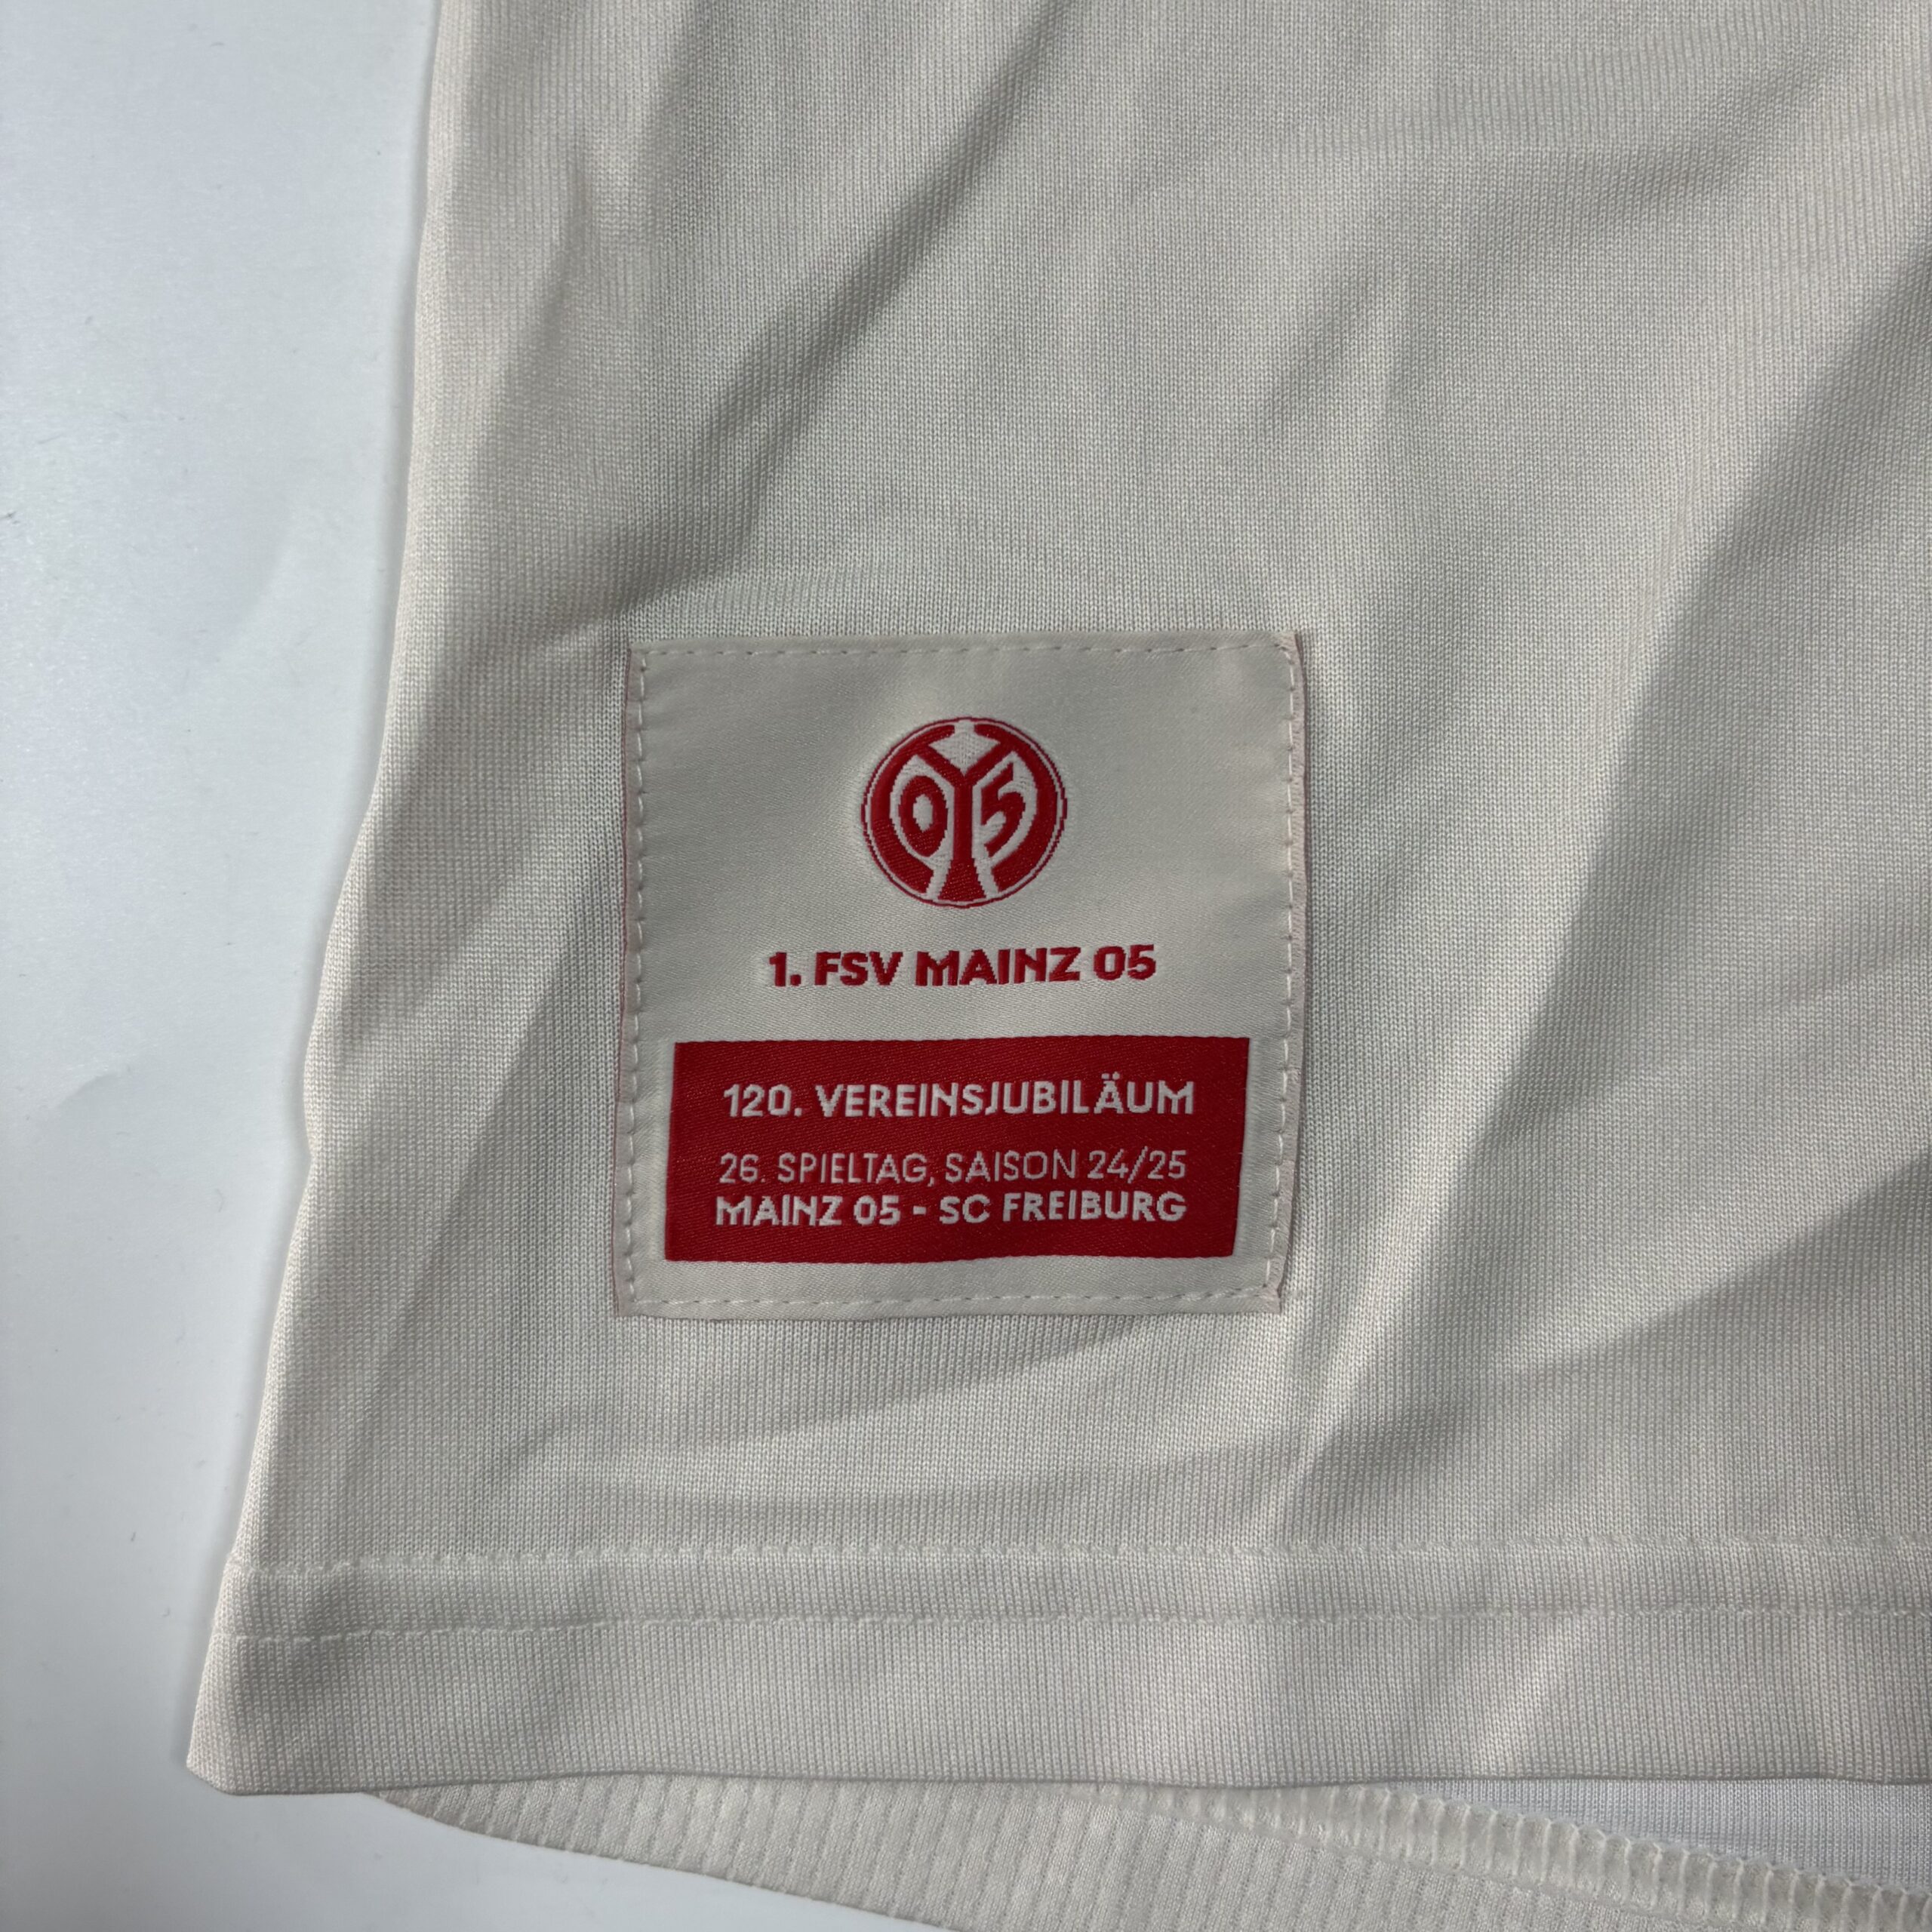 05
1. FSV MAINZ 05
120. VEREINSJUBILÄUM
26. SPIELTAG, SAISON 24/25
MAINZ 05 - SC FREIBURG